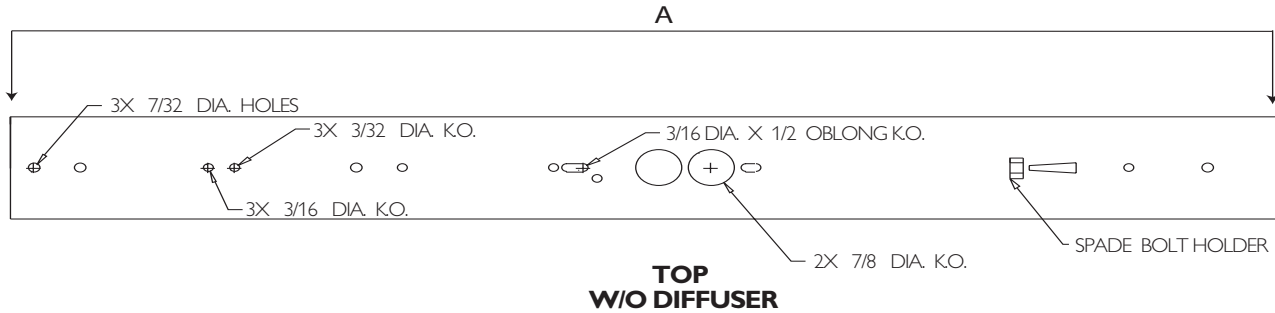 A
3X 7/32 DIA. HOLES
3X 3/32 DIA. K.O.
3/16 DIA. X 1/2 OBLONG K.O.
3X 3/16 DIA. K.O.
SPADE BOLT HOLDER
2X 7/8 DIA. K.O.
TOP
W/O DIFFUSER